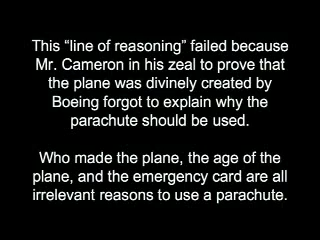 This “line of reasoning” failed because
Mr. Cameron in his zeal to prove that
the plane was divinely created by
Boeing forgot to explain why the
parachute should be used.
Who made the plane, the age of the
plane, and the emergency card are all
irrelevant reasons to use a parachute.